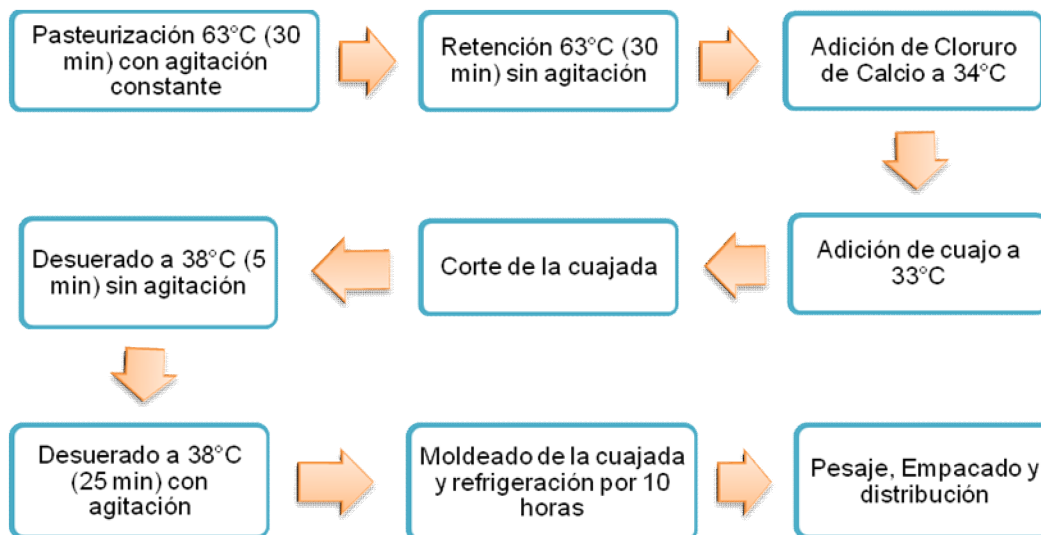 Pasteurización 63°C (30
min) con agitación
constante
Retención 63°C (30
min) sin agitación
Adición de Cloruro
de Calcio a 34°C
Adición de cuajo a
33°C
Corte de la cuajada
Desuerado a 38°C (5
min) sin agitación
Desuerado a 38°C
(25 min) con
agitación
Moldeado de la cuajada
y refrigeración por 10
horas
Pesaje, Empacado y
distribución